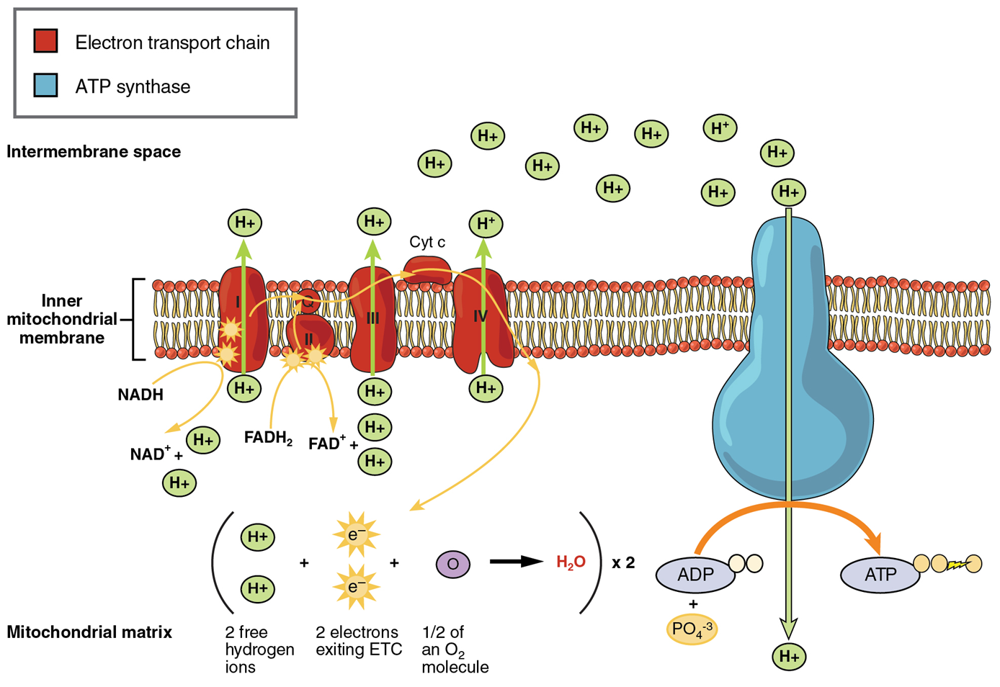 Electron transport chain
ATP synthase
Intermembrane space
H+ H+ H+ H+ H+ H⁺ H+
H+ H+ H+
H+ H+ H⁺
Cyt c
Inner
mitochondrial
membrane
I Q II III IV
NADH
H+ H+ H+
NAD⁺ + H+
H+
FADH₂
FAD⁺ + H+
H+
H+ e⁻
+ + O H₂O x 2
H+ e⁻
ADP
+
PO₄⁻³
ATP
H+
Mitochondrial matrix
2 free
hydrogen
ions
2 electrons
exiting ETC
1/2 of
an O₂
molecule